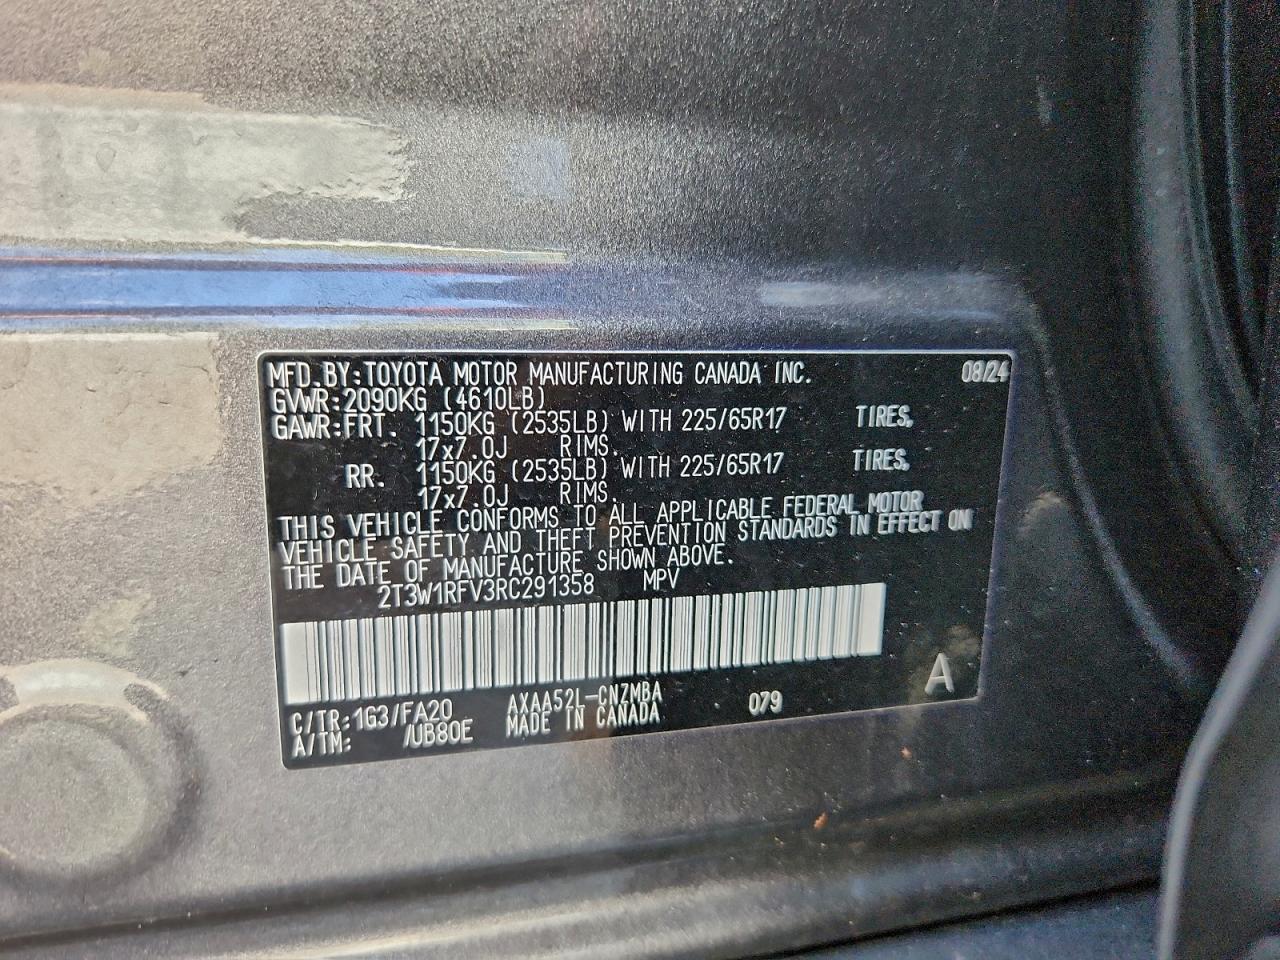 MFD.BY:TOYOTA MOTOR MANUFACTURING CANADA INC. 08/24
GVWR:2090KG (4610LB)
GAWR:FRT. 1150KG (2535LB) WITH 225/65R17 TIRES,
17x7.0J RIMS.
RR. 1150KG (2535LB) WITH 225/65R17 TIRES,
17x7.0J RIMS.
THIS VEHICLE CONFORMS TO ALL APPLICABLE FEDERAL MOTOR
VEHICLE SAFETY AND THEFT PREVENTION STANDARDS IN EFFECT ON
THE DATE OF MANUFACTURE SHOWN ABOVE.
2T3W1RFV3RC291358 MPV
C/TR:1G3/FA20 AXAA52L-CNZMBA 079 A
A/TM: /UB80E MADE IN CANADA